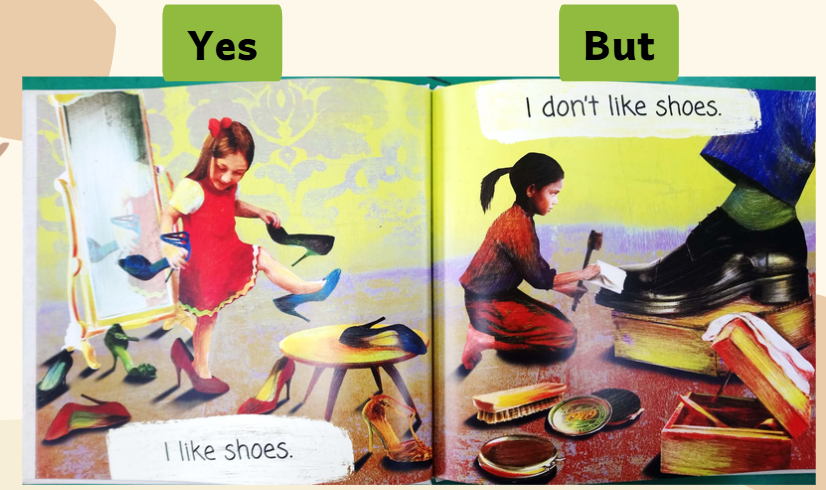 Yes
But
I don't like shoes.
I like shoes.